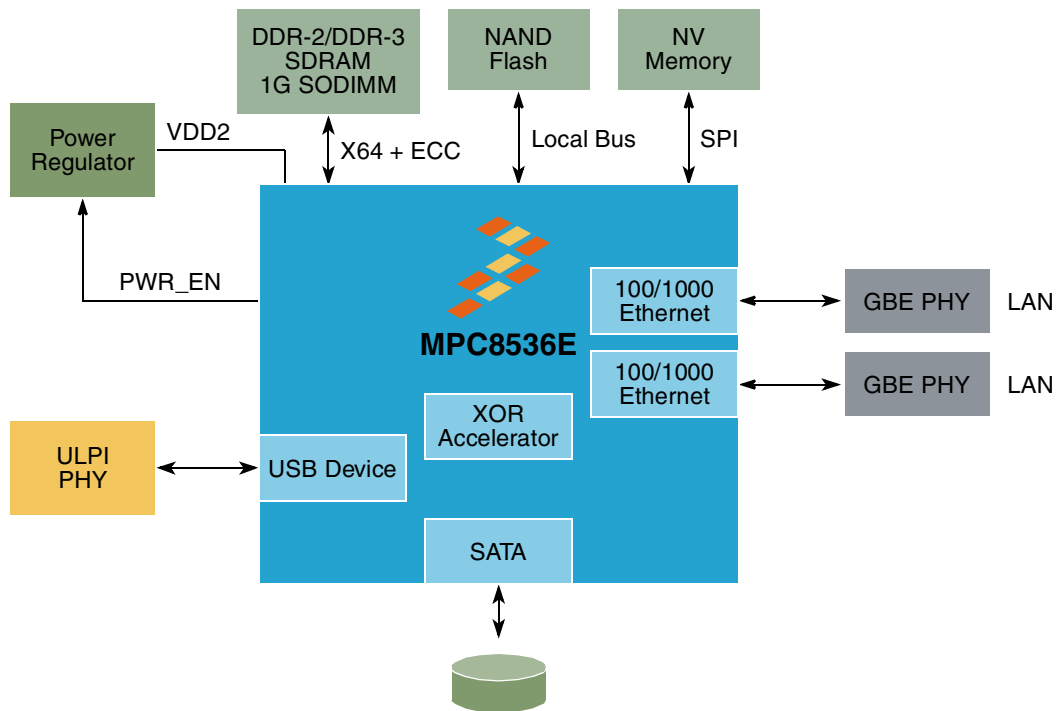 DDR-2/DDR-3
SDRAM
1G SODIMM
NAND
Flash
NV
Memory
Power
Regulator
VDD2
X64 + ECC
Local Bus
SPI
PWR_EN
MPC8536E
100/1000
Ethernet
GBE PHY
LAN
100/1000
Ethernet
GBE PHY
LAN
XOR
Accelerator
ULPI
PHY
USB Device
SATA